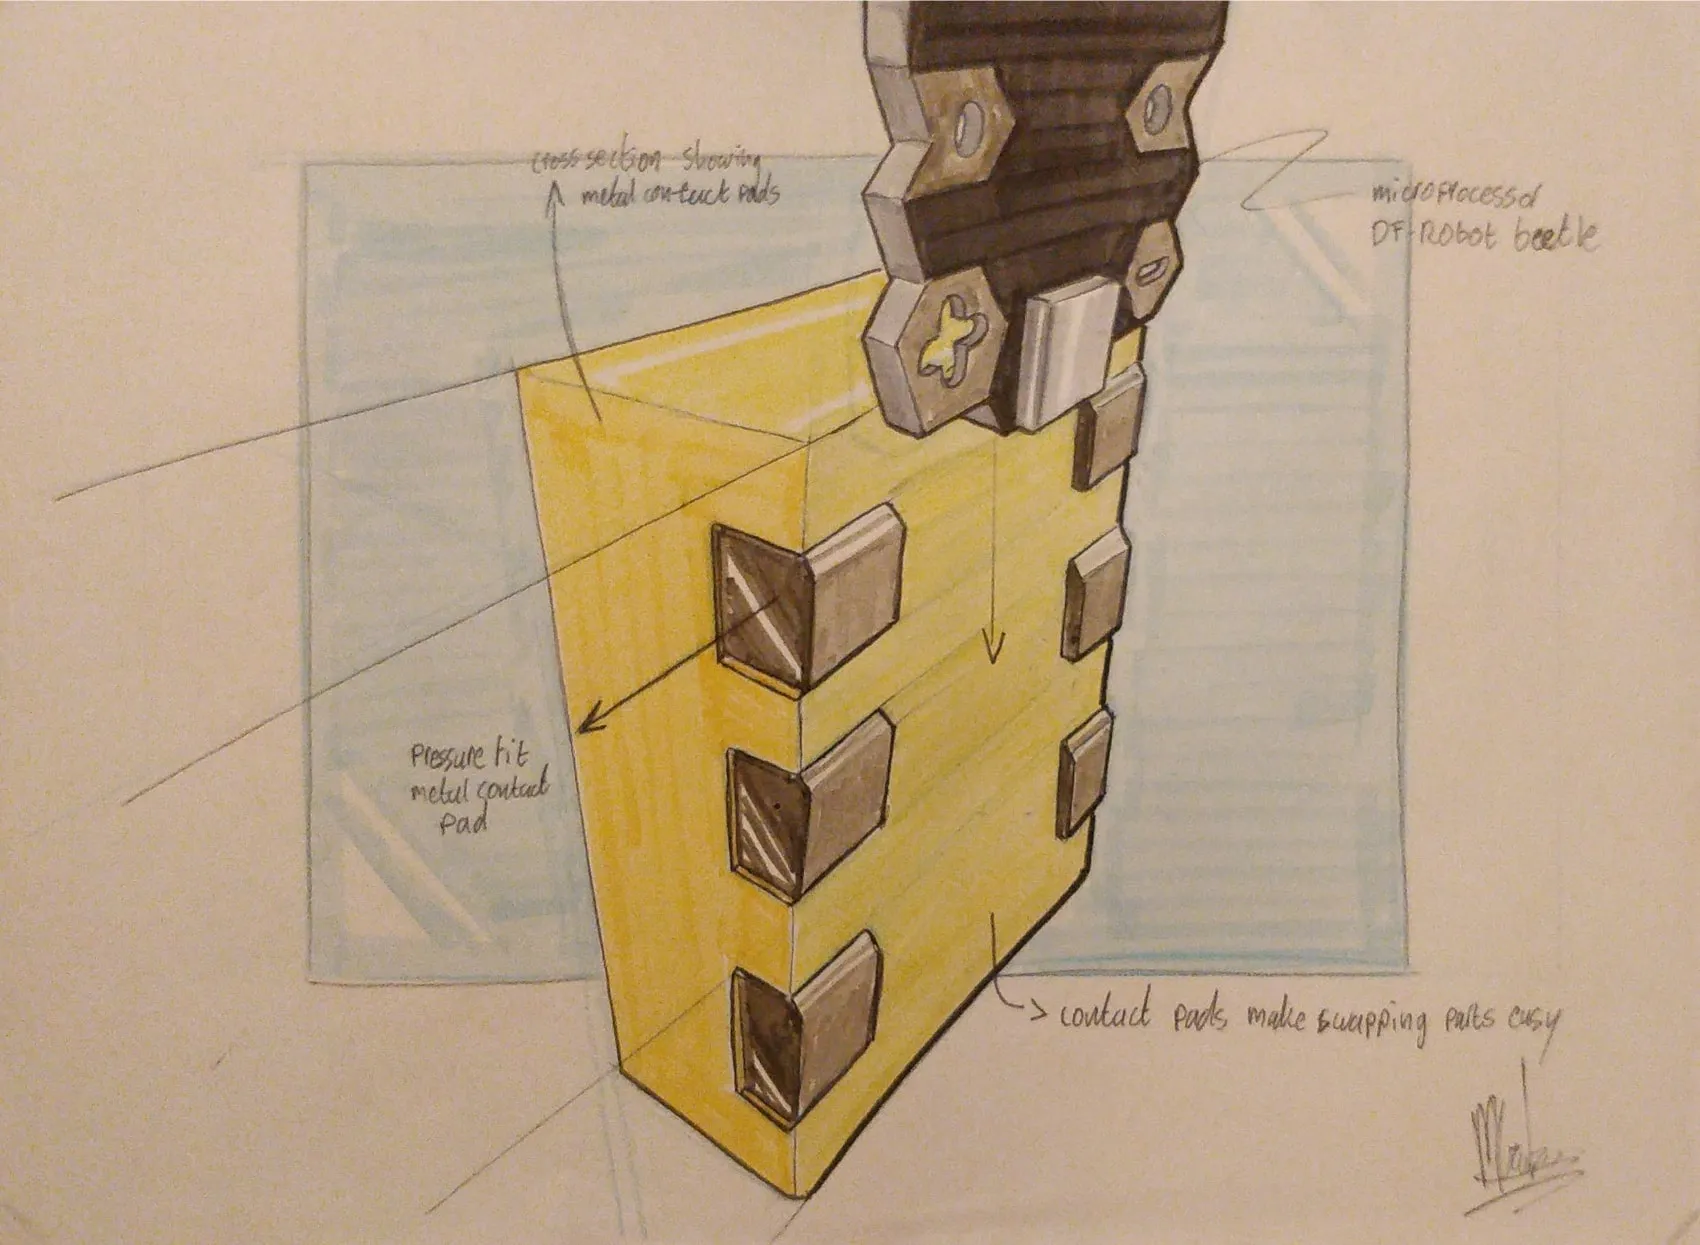 cross section showing
metal contact pads
microprocessor
DF-Robot beetle
Pressure fit
metal contact
pad
contact pads make swapping parts easy